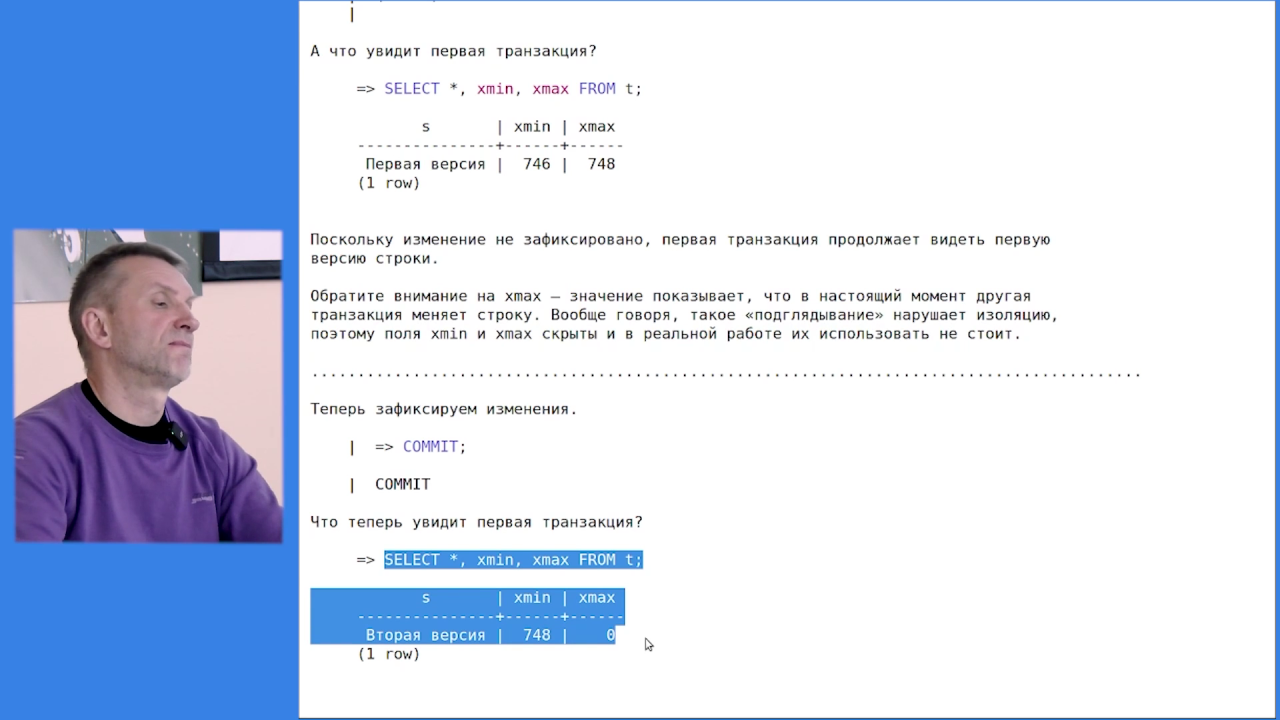 |
А что увидит первая транзакция?
=> SELECT *, xmin, xmax FROM t;
s | xmin | xmax
---------------+------+------
Первая версия | 746 | 748
(1 row)
Поскольку изменение не зафиксировано, первая транзакция продолжает видеть первую
версию строки.
Обратите внимание на xmax — значение показывает, что в настоящий момент другая
транзакция меняет строку. Вообще говоря, такое «подглядывание» нарушает изоляцию,
поэтому поля xmin и xmax скрыты и в реальной работе их использовать не стоит.
..........................................................................................
Теперь зафиксируем изменения.
| => COMMIT;
| COMMIT
Что теперь увидит первая транзакция?
=> SELECT *, xmin, xmax FROM t;
s | xmin | xmax
---------------+------+------
Вторая версия | 748 | 0
(1 row)